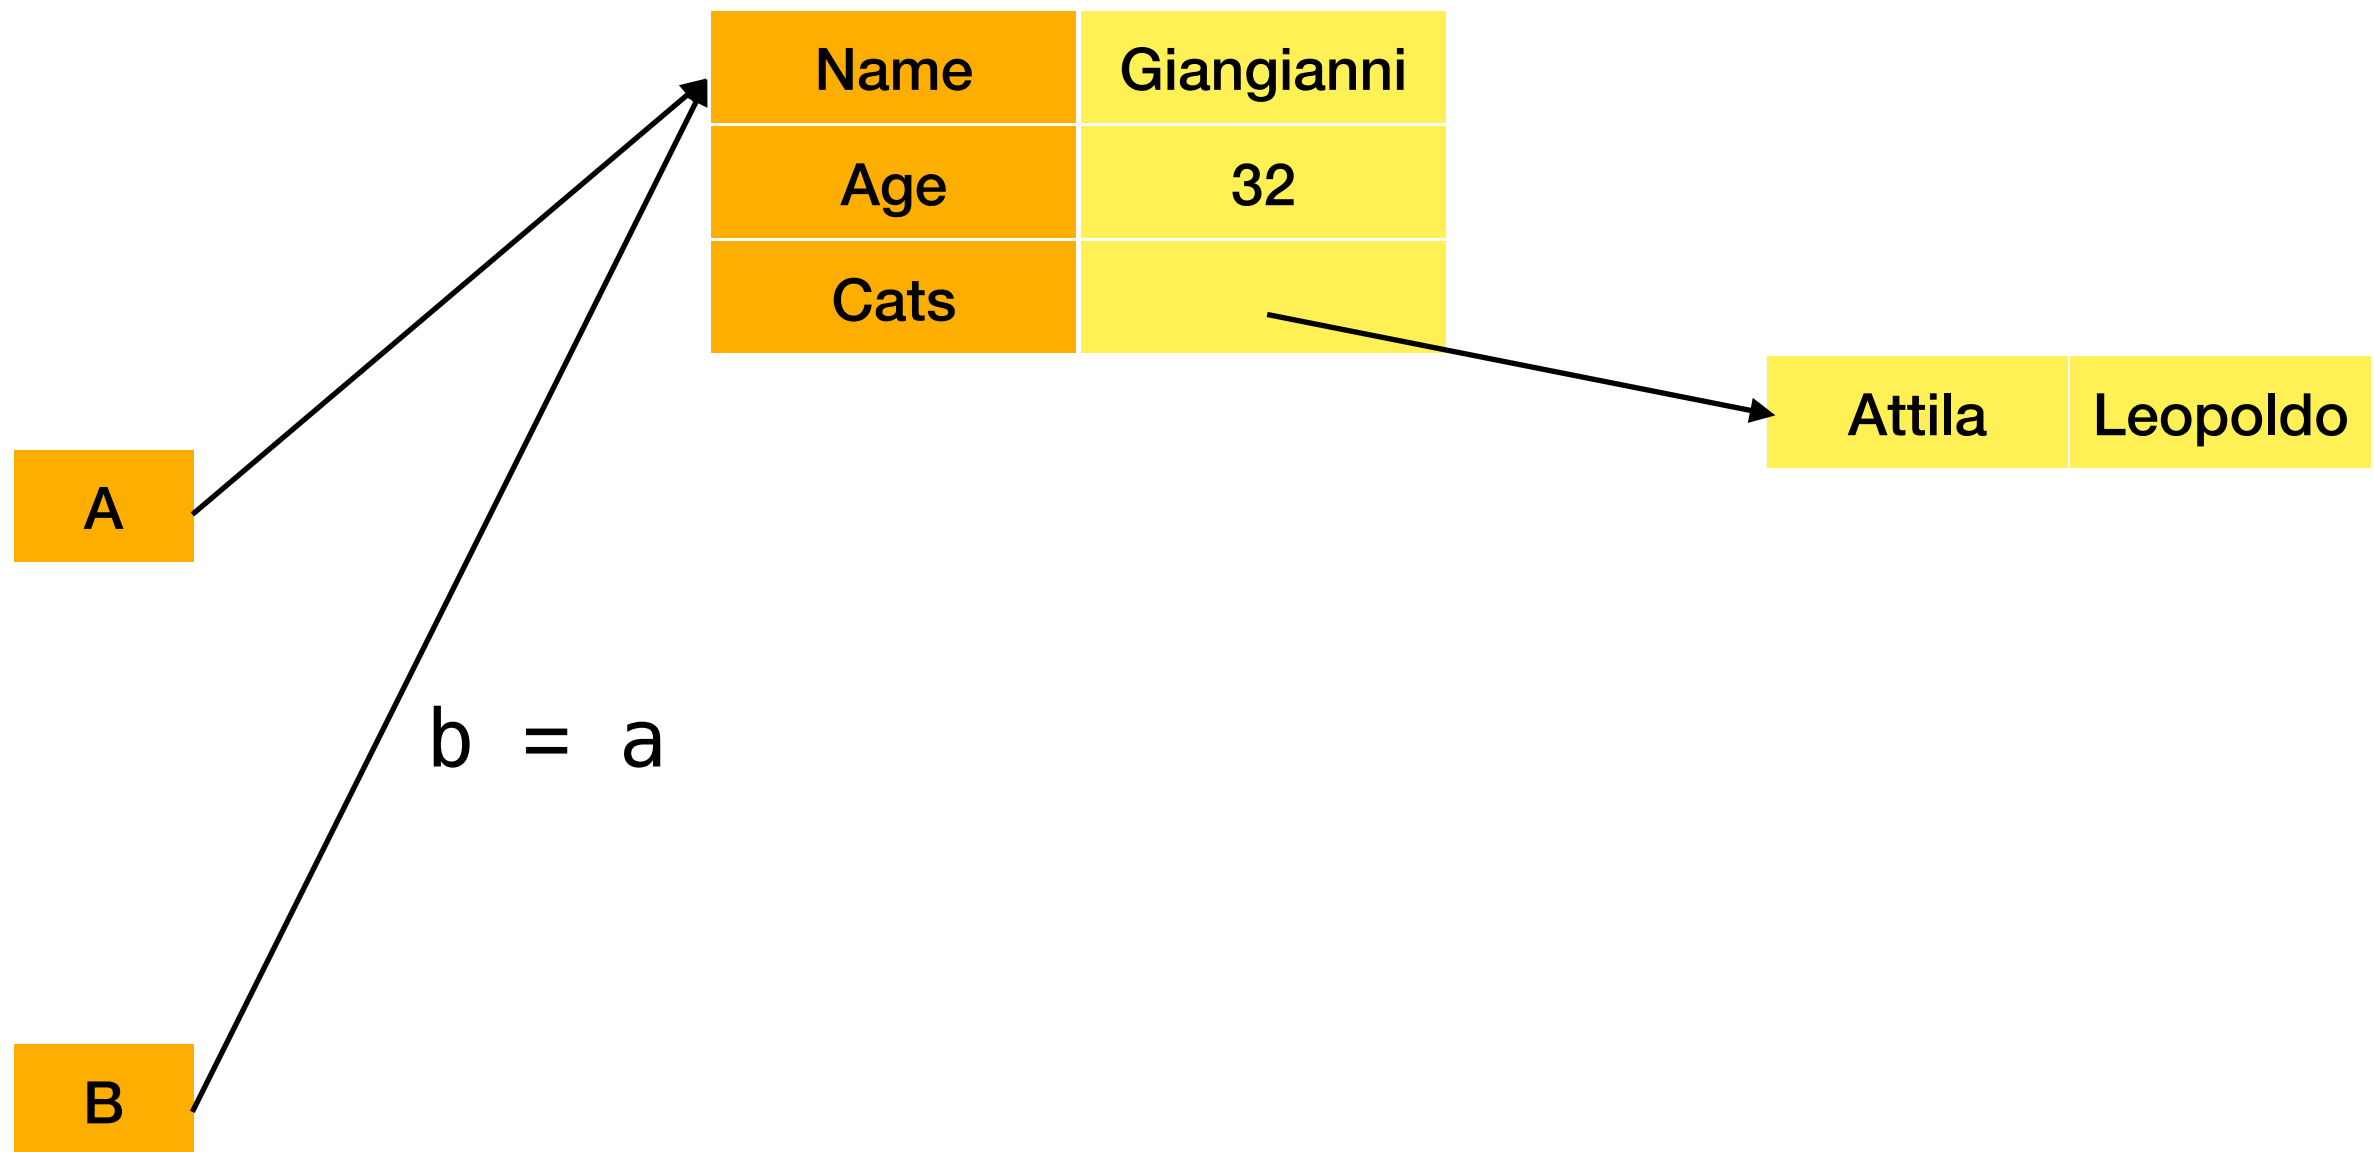 Name Giangianni
Age 32
Cats
Attila Leopoldo
A
b = a
B